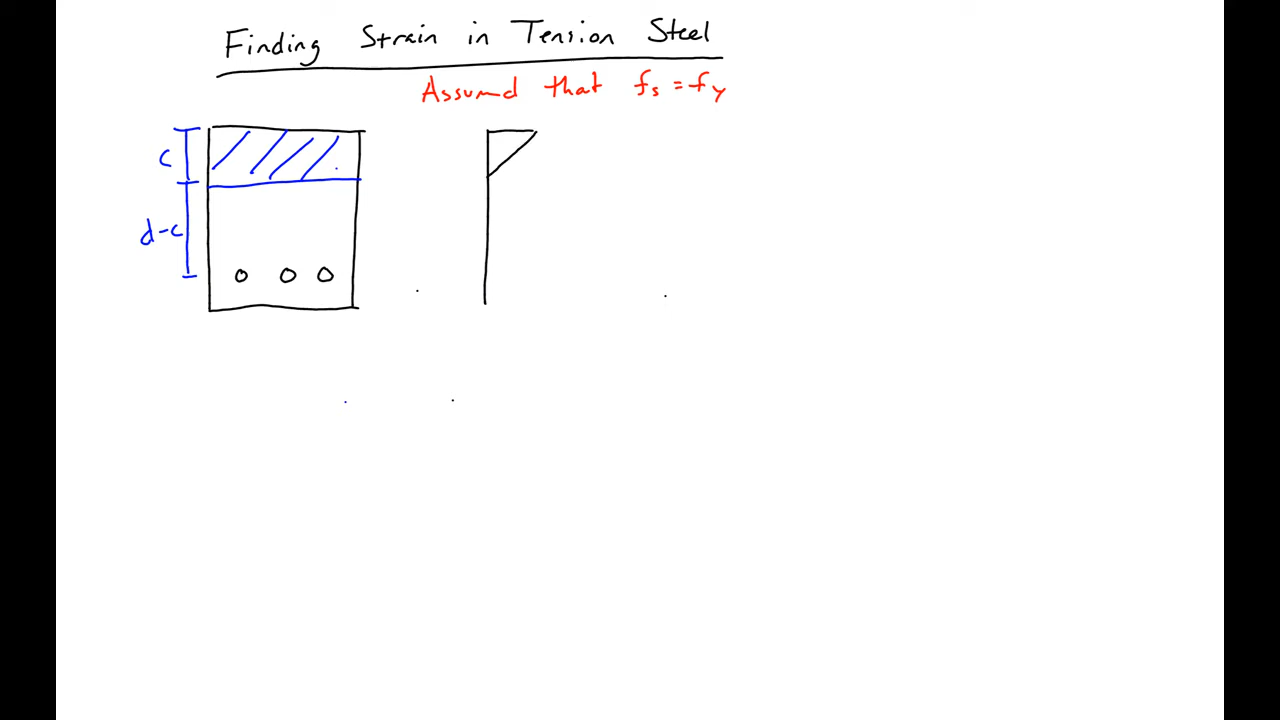 Finding Strain in Tension Steel
Assumd that fs = fy
c
d-c